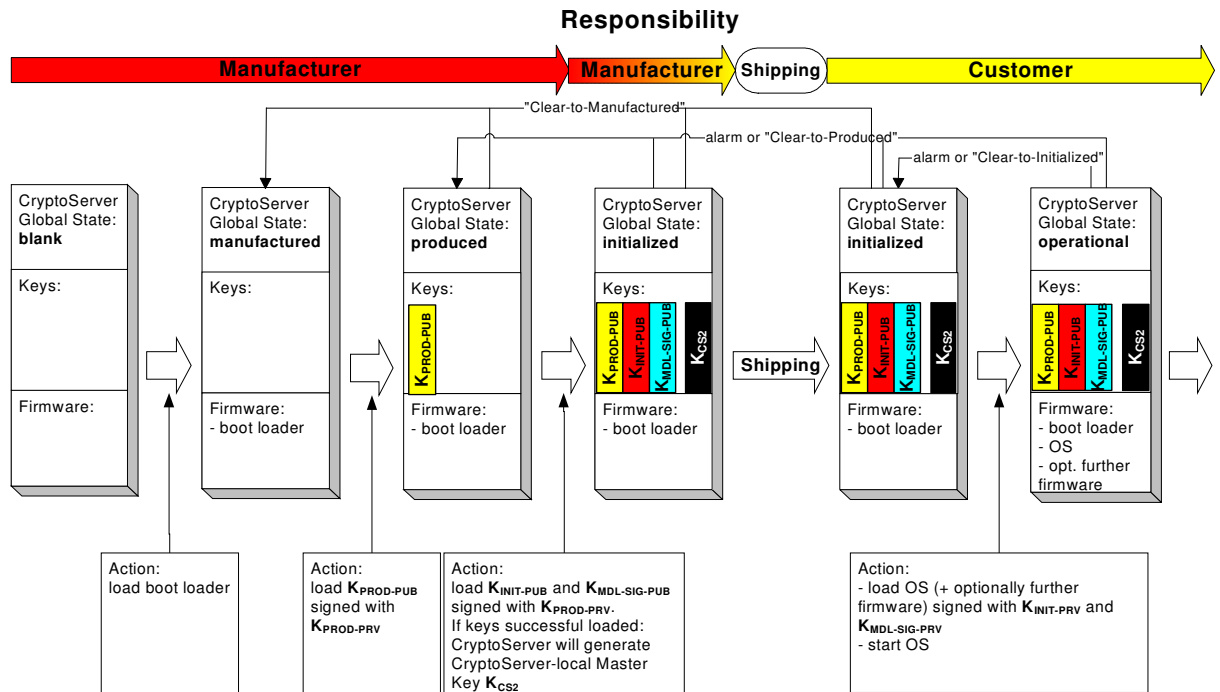 Responsibility
Manufacturer
Manufacturer
Shipping
Customer
"Clear-to-Manufactured"
alarm or "Clear-to-Produced"
alarm or "Clear-to-Initialized"
CryptoServer
Global State:
blank
Keys:
Firmware:
CryptoServer
Global State:
manufactured
Keys:
Firmware:
- boot loader
CryptoServer
Global State:
produced
Keys:
KPROD-PUB
Firmware:
- boot loader
CryptoServer
Global State:
initialized
Keys:
KPROD-PUB
KINIT-PUB
KMDL-SIG-PUB
KCS2
Firmware:
- boot loader
Shipping
CryptoServer
Global State:
initialized
Keys:
KPROD-PUB
KINIT-PUB
KMDL-SIG-PUB
KCS2
Firmware:
- boot loader
CryptoServer
Global State:
operational
Keys:
KPROD-PUB
KINIT-PUB
KMDL-SIG-PUB
KCS2
Firmware:
- boot loader
- OS
- opt. further
firmware
Action:
load boot loader
Action:
load KPROD-PUB
signed with
KPROD-PRV
Action:
load KINIT-PUB and KMDL-SIG-PUB
signed with KPROD-PRV.
If keys successful loaded:
CryptoServer will generate
CryptoServer-local Master
Key KCS2
Action:
- load OS (+ optionally further
firmware) signed with KINIT-PRV and
KMDL-SIG-PRV
- start OS